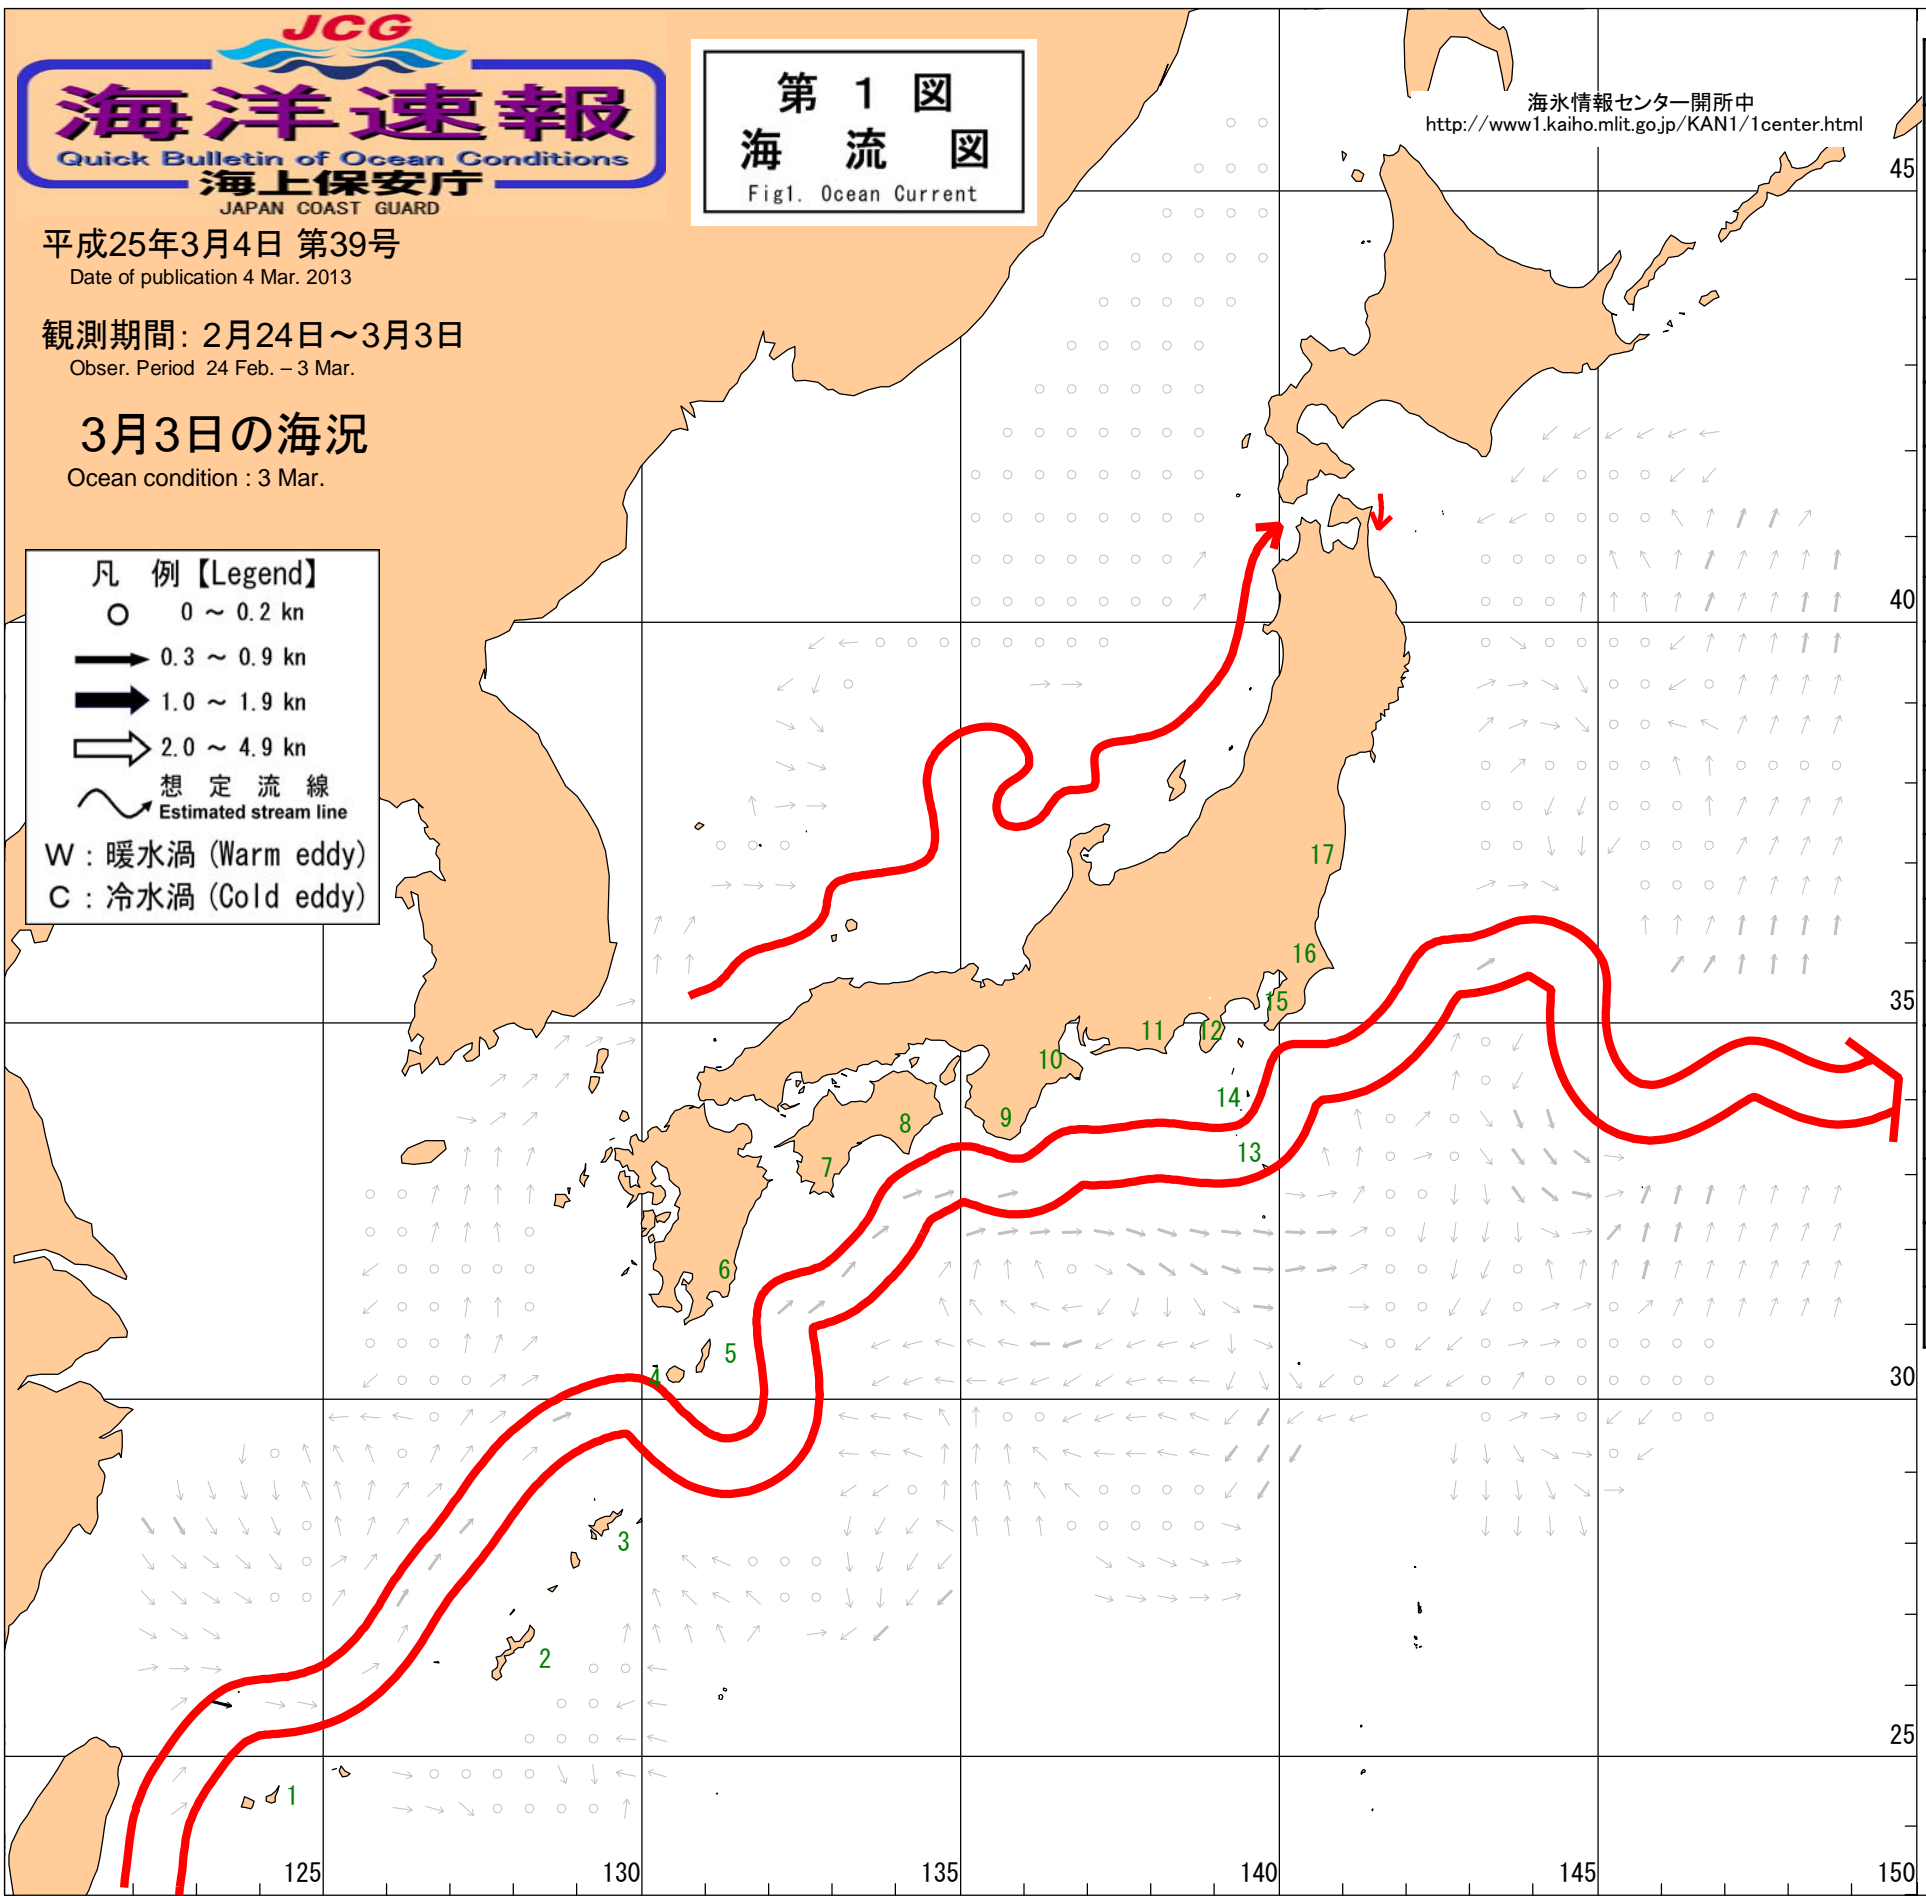 JCG
海洋速報
Quick Bulletin of Ocean Conditions
海上保安庁
JAPAN COAST GUARD
第 1 図
海 流 図
Fig1. Ocean Current
海氷情報センター開所中
http://www1.kaiho.mlit.go.jp/KAN1/1center.html
平成25年3月4日 第39号
Date of publication 4 Mar. 2013
観測期間: 2月24日～3月3日
Obser. Period 24 Feb. – 3 Mar.
3月3日の海況
Ocean condition : 3 Mar.
凡 例【Legend】
0 ～ 0.2 kn
0.3 ～ 0.9 kn
1.0 ～ 1.9 kn
2.0 ～ 4.9 kn
想 定 流 線
Estimated stream line
W : 暖水渦 (Warm eddy)
C : 冷水渦 (Cold eddy)
45
40
17
16
35
15
11
12
10
14
9
8
13
7
6
5
4
30
3
2
25
1
125
130
135
140
145
150